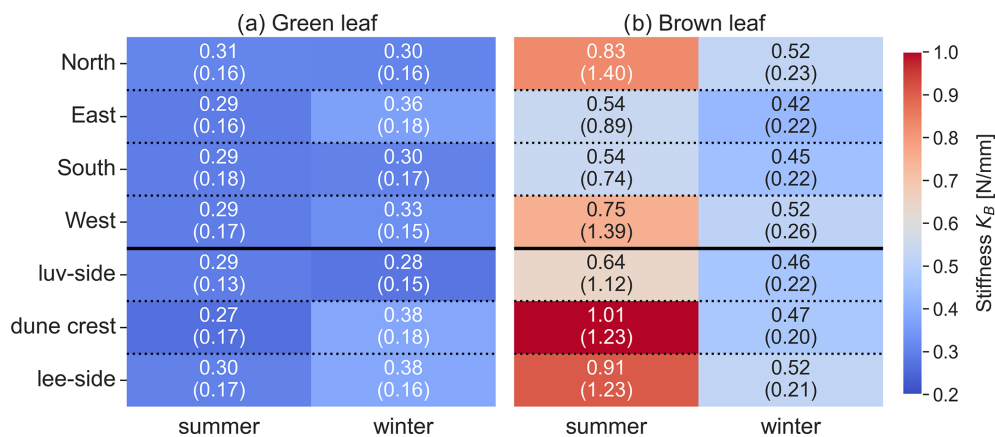 (a) Green leaf (b) Brown leaf
North 0.31 0.30 0.83 0.52 1.0
(0.16) (0.16) (1.40) (0.23)
East 0.29 0.36 0.54 0.42 0.9
(0.16) (0.18) (0.89) (0.22)
South 0.29 0.30 0.54 0.45 0.8
(0.18) (0.17) (0.74) (0.22)
West 0.29 0.33 0.75 0.52 0.7
(0.17) (0.15) (1.39) (0.26) 0.6
luv-side 0.29 0.28 0.64 0.46 0.5
(0.13) (0.15) (1.12) (0.22)
dune crest 0.27 0.38 1.01 0.47 0.4
(0.17) (0.18) (1.23) (0.20)
lee-side 0.30 0.38 0.91 0.52 0.3
(0.17) (0.16) (1.23) (0.21) 0.2
summer winter summer winter
Stiffness K_B [N/mm]